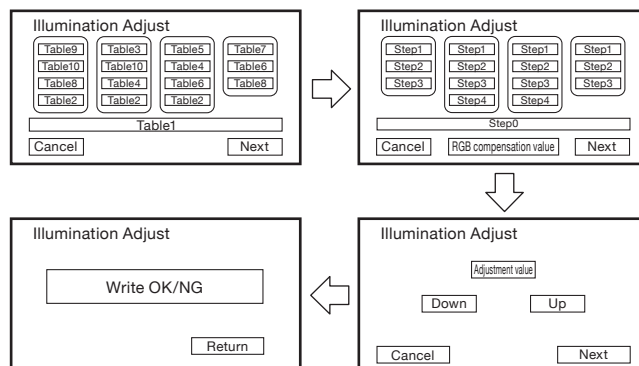 Illumination Adjust
Table9 Table3 Table5 Table7
Table10 Table10 Table4 Table6
Table8 Table4 Table6 Table8
Table2 Table2 Table2
Table1
Cancel Next
Illumination Adjust
Step1 Step1 Step1 Step1
Step2 Step2 Step2 Step2
Step3 Step3 Step3 Step3
Step4 Step4
Step0
Cancel RGB compensation value Next
Illumination Adjust
Write OK/NG
Return
Illumination Adjust
Adjustment value
Down Up
Cancel Next